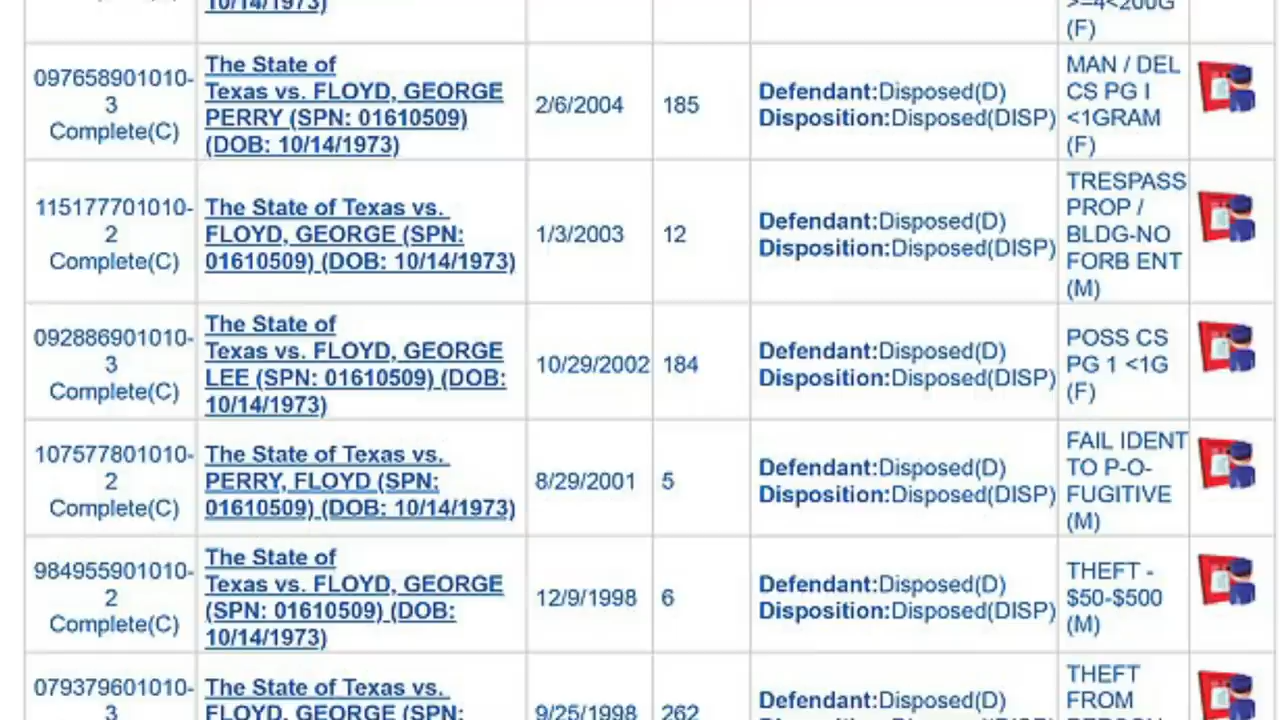 10/14/1973)
>=4<200G
(F)
097658901010-
3
Complete(C)
The State of
Texas vs. FLOYD, GEORGE
PERRY (SPN: 01610509)
(DOB: 10/14/1973)
2/6/2004
185
Defendant:Disposed(D)
Disposition:Disposed(DISP)
MAN / DEL
CS PG I
<1GRAM
(F)
115177701010-
2
Complete(C)
The State of Texas vs.
FLOYD, GEORGE (SPN:
01610509) (DOB: 10/14/1973)
1/3/2003
12
Defendant:Disposed(D)
Disposition:Disposed(DISP)
TRESPASS
PROP /
BLDG-NO
FORB ENT
(M)
092886901010-
3
Complete(C)
The State of
Texas vs. FLOYD, GEORGE
LEE (SPN: 01610509) (DOB:
10/14/1973)
10/29/2002
184
Defendant:Disposed(D)
Disposition:Disposed(DISP)
POSS CS
PG 1 <1G
(F)
107577801010-
2
Complete(C)
The State of Texas vs.
PERRY, FLOYD (SPN:
01610509) (DOB: 10/14/1973)
8/29/2001
5
Defendant:Disposed(D)
Disposition:Disposed(DISP)
FAIL IDENT
TO P-O-
FUGITIVE
(M)
984955901010-
2
Complete(C)
The State of
Texas vs. FLOYD, GEORGE
(SPN: 01610509) (DOB:
10/14/1973)
12/9/1998
6
Defendant:Disposed(D)
Disposition:Disposed(DISP)
THEFT -
$50-$500
(M)
079379601010-
3
The State of Texas vs.
FLOYD, GEORGE (SPN:
9/25/1998
262
Defendant:Disposed(D)
THEFT
FROM